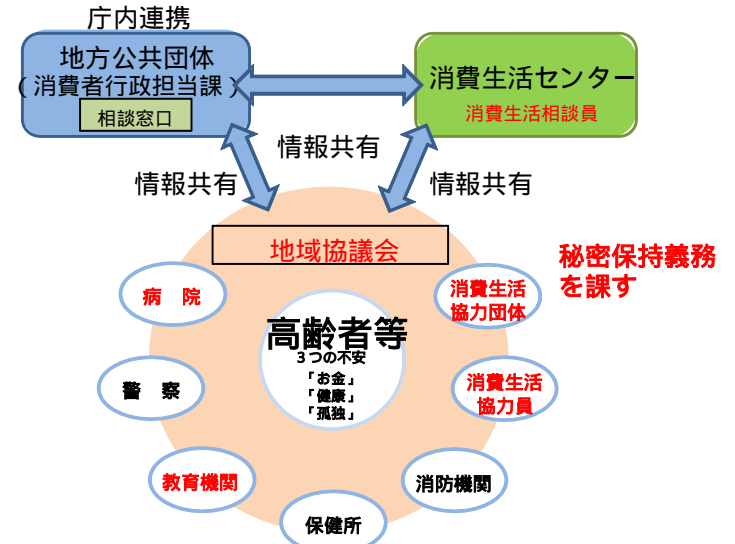 庁内連携
地方公共団体
（消費者行政担当課）
相談窓口
消費生活センター
消費生活相談員
情報共有
情報共有
情報共有
地域協議会
秘密保持義務
を課す
病　院
消費生活
協力団体
高齢者等
３つの不安
「お金」
「健康」
「孤独」
警　察
消費生活
協力員
教育機関
消防機関
保健所